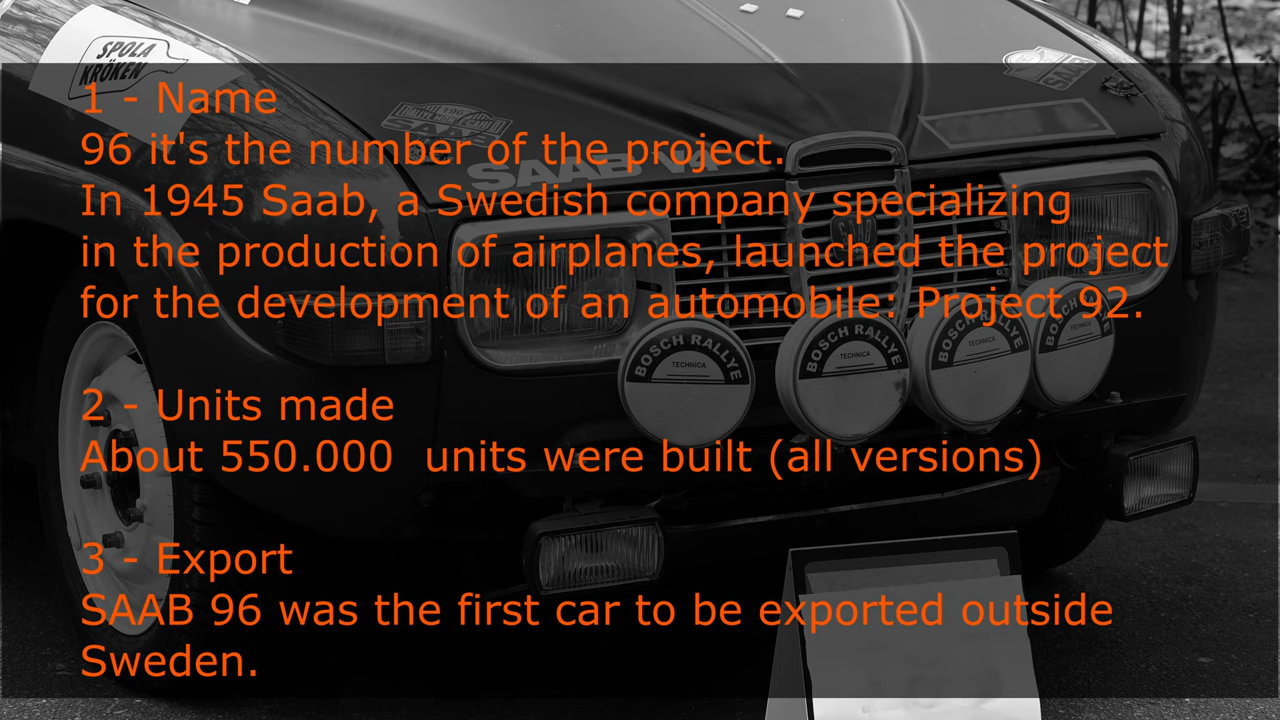 SPOLA
KRÖKEN
1 - Name
96 it's the number of the project.
SAAB V4
In 1945 Saab, a Swedish company specializing
in the production of airplanes, launched the project
for the development of an automobile: Project 92.
BOSCH RALLYE
TECHNICA
BOSCH RALLYE
TECHNICA
BOSCH RALLYE
TECHNICA
BOSCH RALLYE
2 - Units made
About 550.000 units were built (all versions)
3 - Export
SAAB 96 was the first car to be exported outside
Sweden.